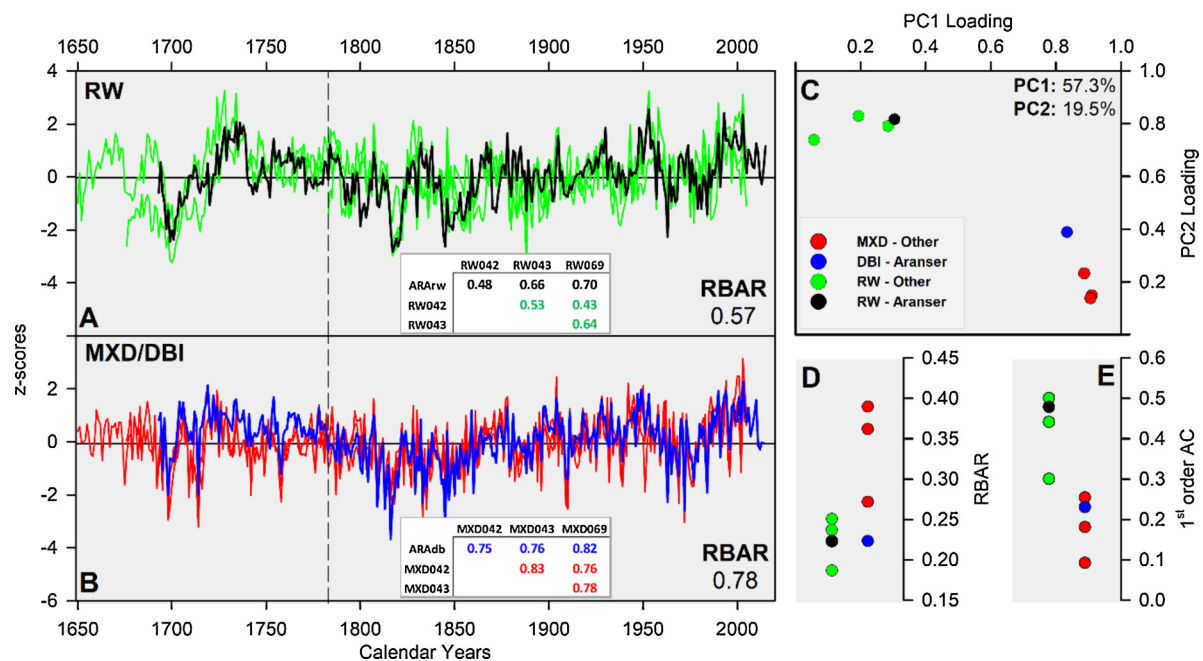 PC1 Loading
1650 1700 1750 1800 1850 1900 1950 2000
0.2 0.4 0.6 0.8 1.0
4
2
0
-2
-4
RW
A
RW042 RW043 RW069
ARArw 0.48 0.66 0.70
RW042 0.53 0.43
RW043 0.64
RBAR
0.57
z-scores
MXD/DBI
2
0
-2
-4
-6
B
MXD042 MXD043 MXD069
ARAdb 0.75 0.76 0.82
MXD042 0.83 0.76
MXD043 0.78
RBAR
0.78
1650 1700 1750 1800 1850 1900 1950 2000
Calendar Years
C
PC1: 57.3%
PC2: 19.5%
MXD - Other
DBI - Aranser
RW - Other
RW - Aranser
1.0
0.8
0.6
0.4
0.2
PC2 Loading
D
0.45
0.40
0.35
0.30
0.25
0.20
0.15
RBAR
E
0.6
0.5
0.4
0.3
0.2
0.1
0.0
1st order AC